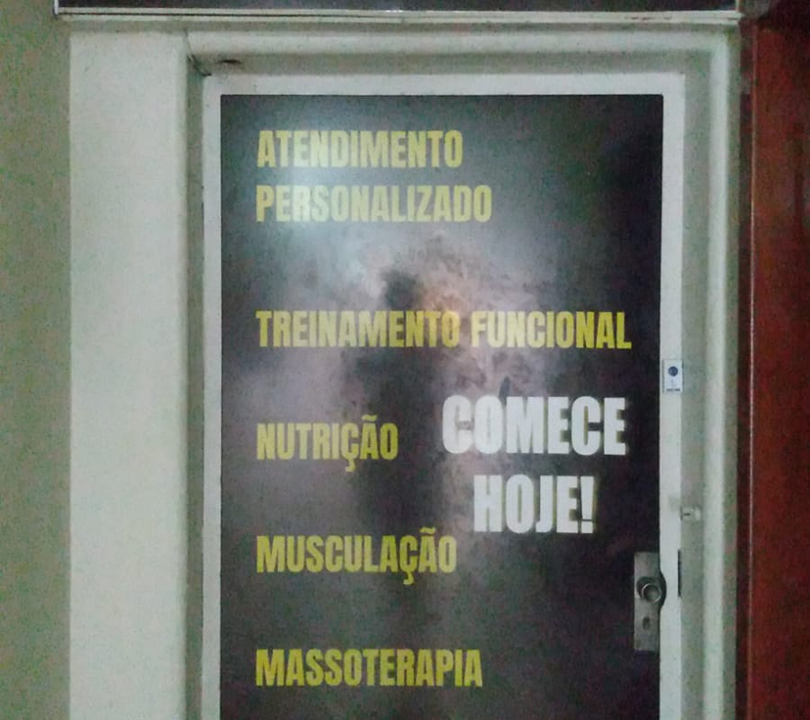 ATENDIMENTO
PERSONALIZADO
TREINAMENTO FUNCIONAL
NUTRIÇÃO
COMECE
HOJE!
MUSCULAÇÃO
MASSOTERAPIA